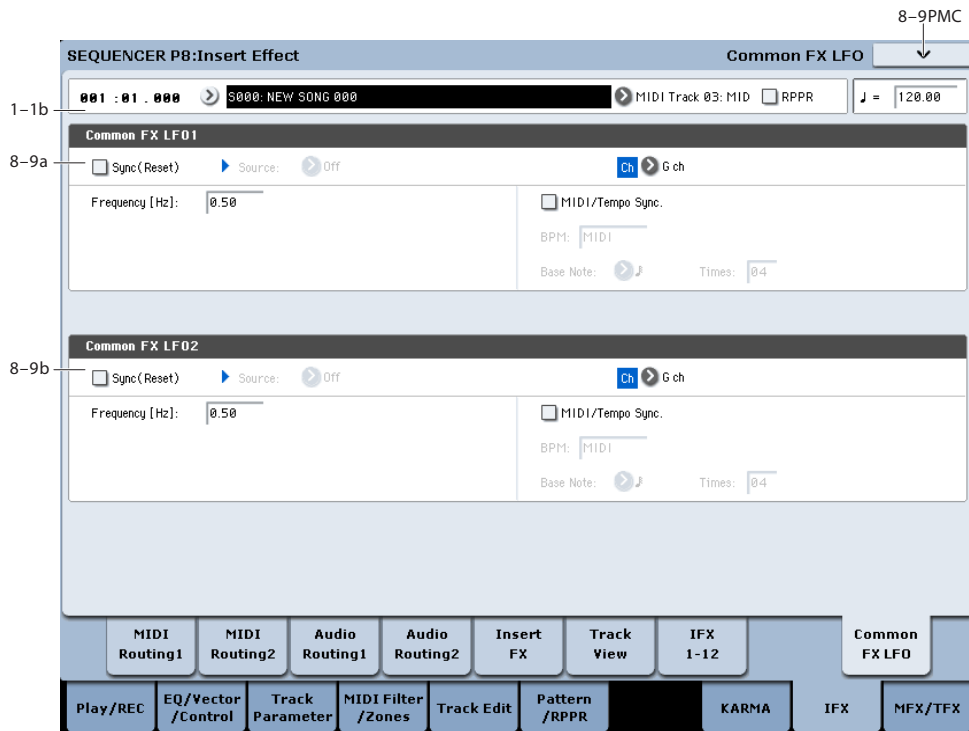 8–9PMC
SEQUENCER P8:Insert Effect Common FX LFO
001 :01 . 000 S000: NEW SONG 000 MIDI Track 03: MID RPPR ♩ = 120.00
1–1b
Common FX LFO1
8–9a
Sync(Reset) Source: Off Ch G ch
Frequency [Hz]: 0.50 MIDI/Tempo Sync.
BPM: MIDI
Base Note: ♪ Times: 04
Common FX LFO2
8–9b
Sync(Reset) Source: Off Ch G ch
Frequency [Hz]: 0.50 MIDI/Tempo Sync.
BPM: MIDI
Base Note: ♪ Times: 04
MIDI Routing1 MIDI Routing2 Audio Routing1 Audio Routing2 Insert FX Track View IFX 1-12 Common FX LFO
Play/REC EQ/Vector /Control Track Parameter MIDI Filter /Zones Track Edit Pattern /RPPR KARMA IFX MFX/TFX